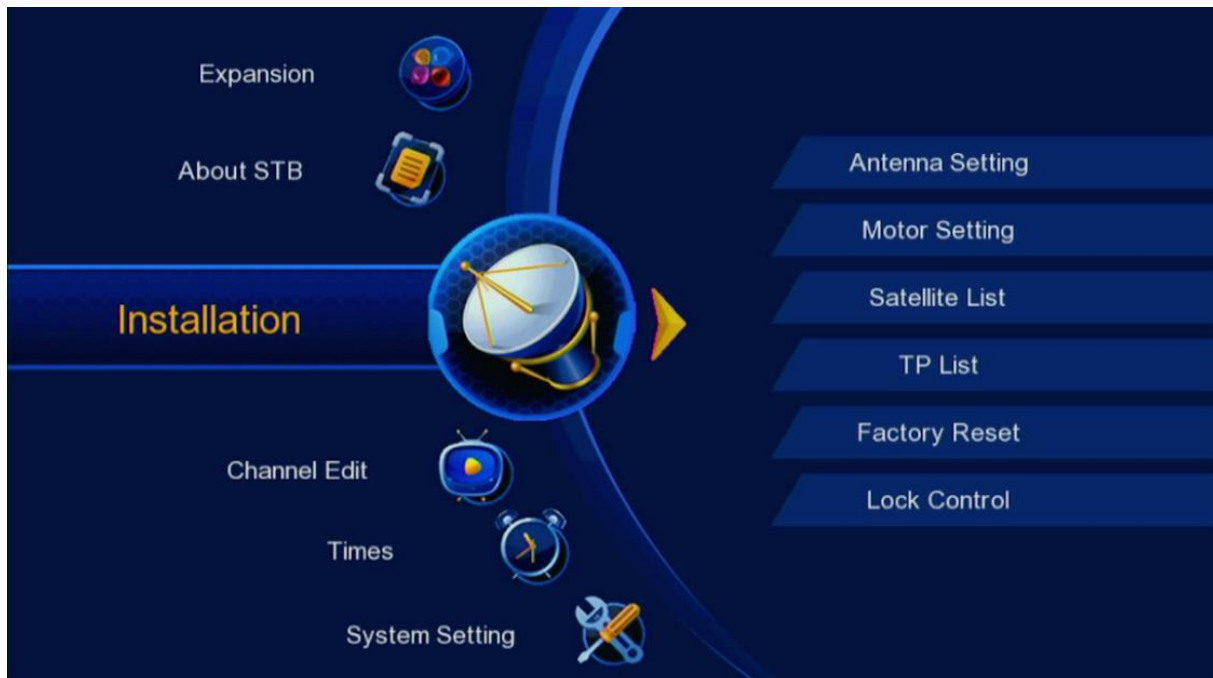 Expansion
About STB
Installation
Channel Edit
Times
System Setting
Antenna Setting
Motor Setting
Satellite List
TP List
Factory Reset
Lock Control